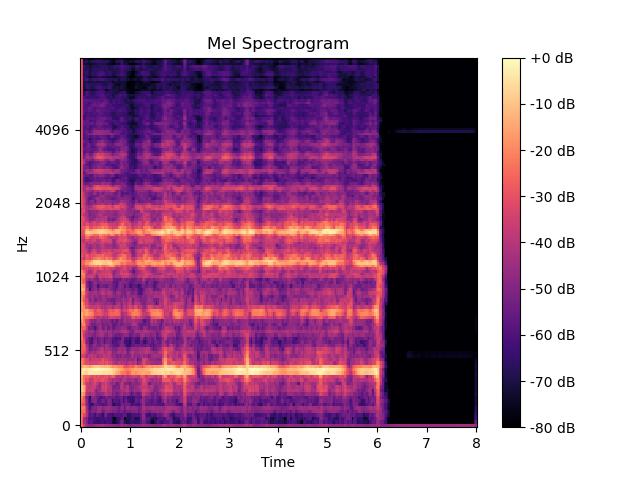 Mel Spectrogram
Hz
4096
2048
1024
512
0
0 1 2 3 4 5 6 7 8
Time
+0 dB
-10 dB
-20 dB
-30 dB
-40 dB
-50 dB
-60 dB
-70 dB
-80 dB